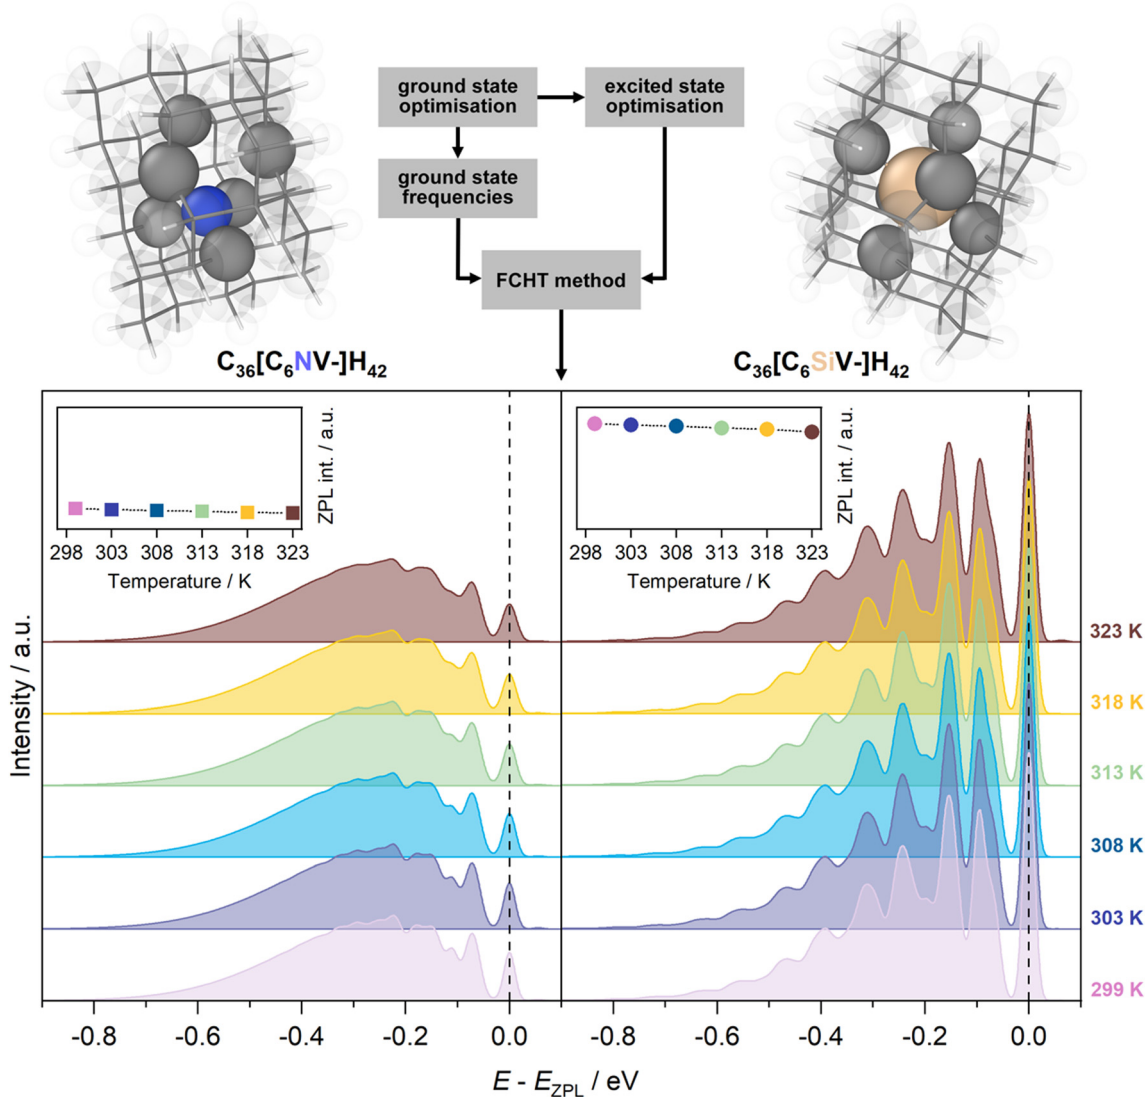 ground state
optimisation
excited state
optimisation
ground state
frequencies
FCHT method
C₃₆[C₆NV-]H₄₂
C₃₆[C₆SiV-]H₄₂
ZPL int. / a.u.
298 303 308 313 318 323
Temperature / K
ZPL int. / a.u.
298 303 308 313 318 323
Temperature / K
Intensity / a.u.
323 K
318 K
313 K
308 K
303 K
299 K
-0.8 -0.6 -0.4 -0.2 0.0
-0.8 -0.6 -0.4 -0.2 0.0
E - E_ZPL / eV